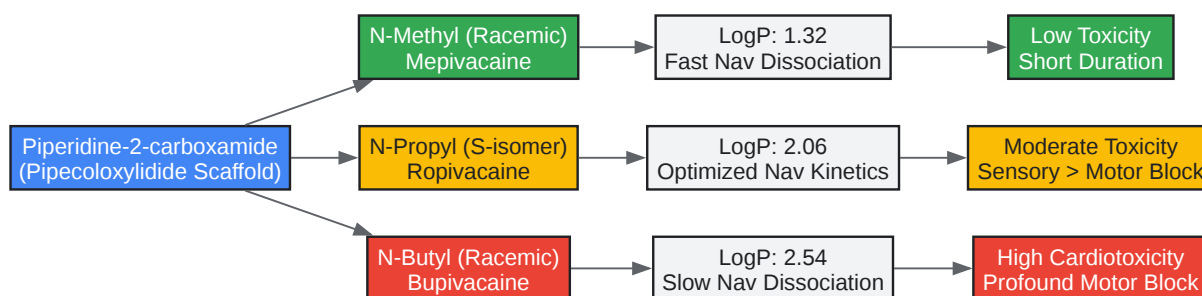 N-Methyl (Racemic)
Mepivacaine
LogP: 1.32
Fast Nav Dissociation
Low Toxicity
Short Duration
Piperidine-2-carboxamide
(Pipecoloxylidide Scaffold)
N-Propyl (S-isomer)
Ropivacaine
LogP: 2.06
Optimized Nav Kinetics
Moderate Toxicity
Sensory > Motor Block
N-Butyl (Racemic)
Bupivacaine
LogP: 2.54
Slow Nav Dissociation
High Cardiotoxicity
Profound Motor Block